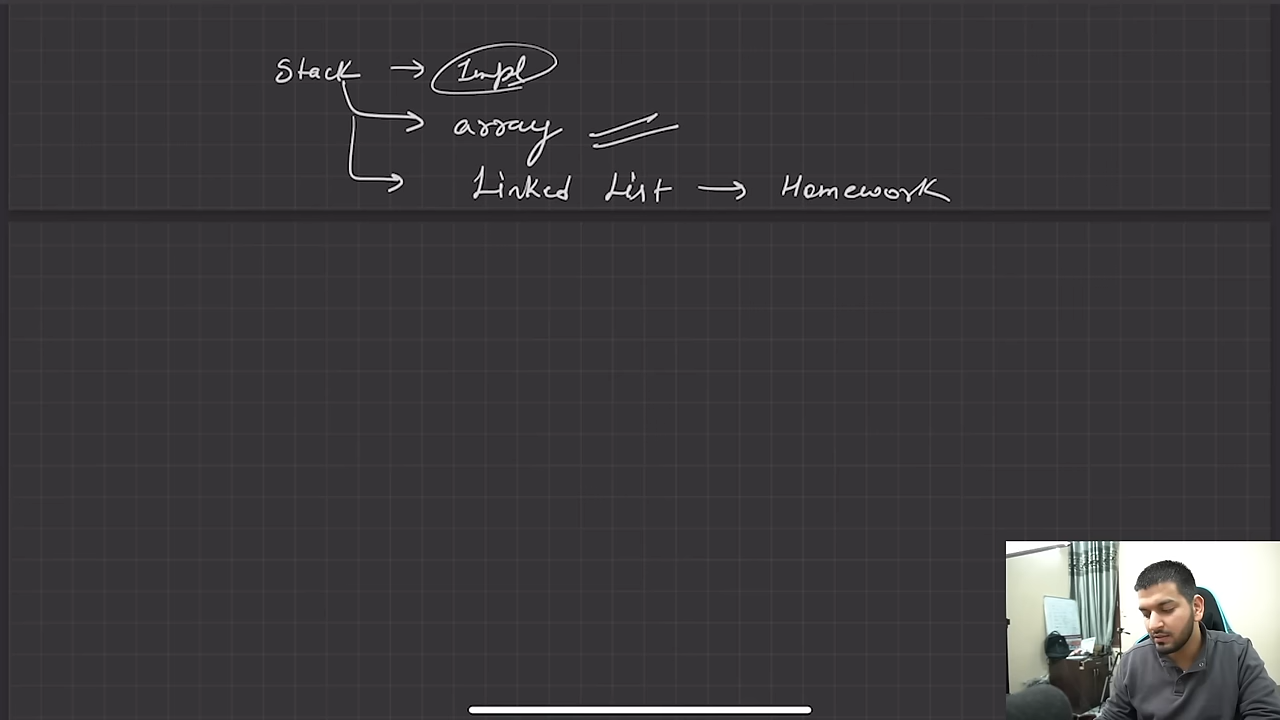 Stack → Impl
→ array
→ Linked List → Homework